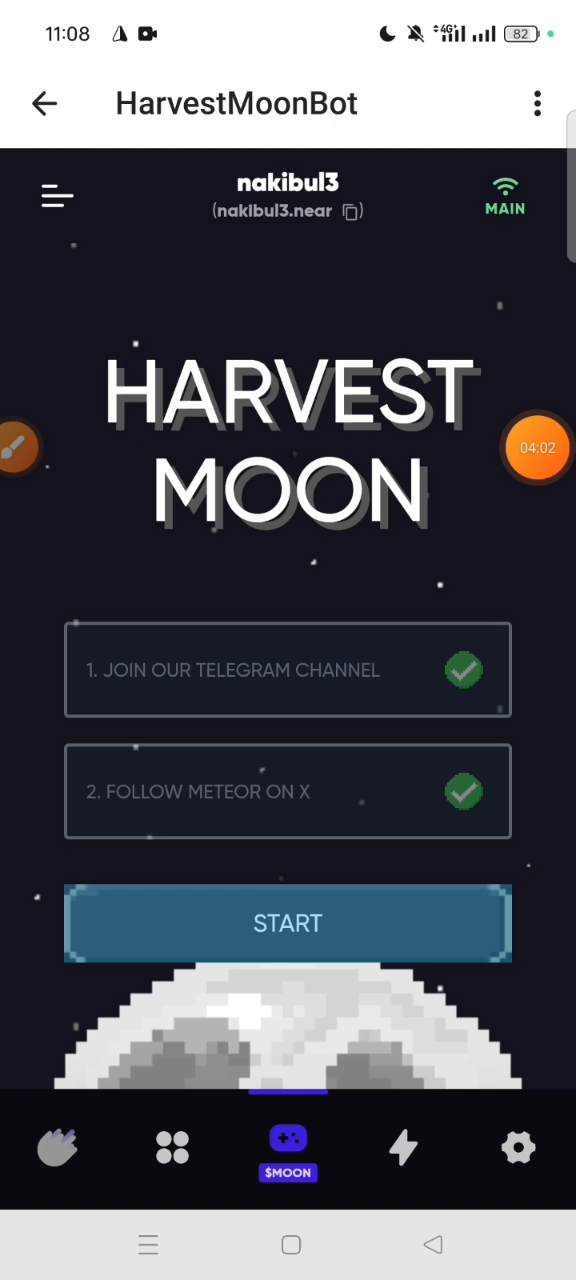 11:08
4G+
82
HarvestMoonBot
nakibul3
(nakibul3.near)
MAIN
HARVEST
MOON
04:02
1. JOIN OUR TELEGRAM CHANNEL
2. FOLLOW METEOR ON X
START
$MOON